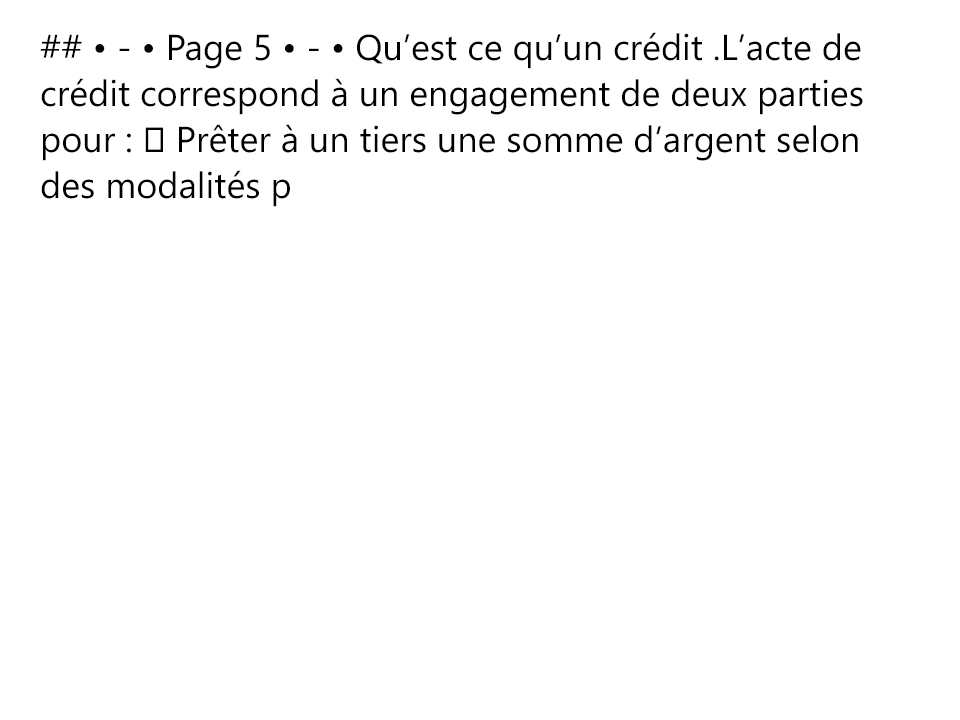 ## • - • Page 5 • - • Qu’est ce qu’un crédit .L’acte de
crédit correspond à un engagement de deux parties
pour :  Prêter à un tiers une somme d’argent selon
des modalités p